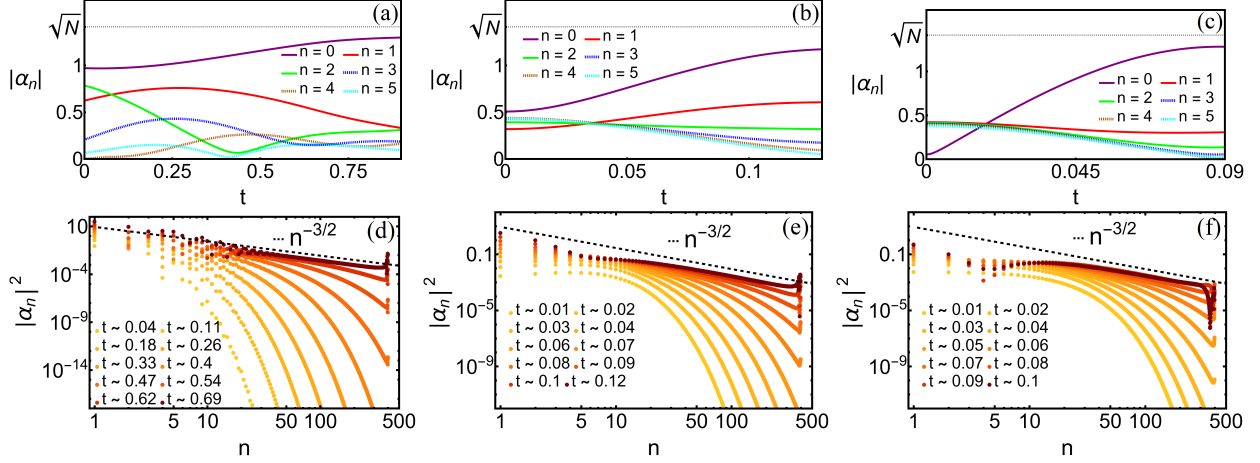 (a)
√N
1
0.5
0
|αₙ|
n = 0 n = 1
n = 2 n = 3
n = 4 n = 5
0 0.25 0.5 0.75
t
(b)
√N
1
0.5
0
|αₙ|
n = 0 n = 1
n = 2 n = 3
n = 4 n = 5
0 0.05 0.1
t
(c)
√N
1
0.5
0
|αₙ|
n = 0 n = 1
n = 2 n = 3
n = 4 n = 5
0 0.045 0.09
t
(d)
n^{-3/2}
10
10⁻⁴
10⁻⁹
10⁻¹⁴
|αₙ|²
t ~ 0.04 t ~ 0.11
t ~ 0.18 t ~ 0.26
t ~ 0.33 t ~ 0.4
t ~ 0.47 t ~ 0.54
t ~ 0.62 t ~ 0.69
1 5 10 50 100 500
n
(e)
n^{-3/2}
0.1
10⁻⁵
10⁻⁹
|αₙ|²
t ~ 0.01 t ~ 0.02
t ~ 0.03 t ~ 0.04
t ~ 0.06 t ~ 0.07
t ~ 0.08 t ~ 0.09
t ~ 0.1 t ~ 0.12
1 5 10 50 100 500
n
(f)
n^{-3/2}
0.1
10⁻⁵
10⁻⁹
|αₙ|²
t ~ 0.01 t ~ 0.02
t ~ 0.03 t ~ 0.04
t ~ 0.05 t ~ 0.06
t ~ 0.07 t ~ 0.08
t ~ 0.09 t ~ 0.1
1 5 10 50 100 500
n